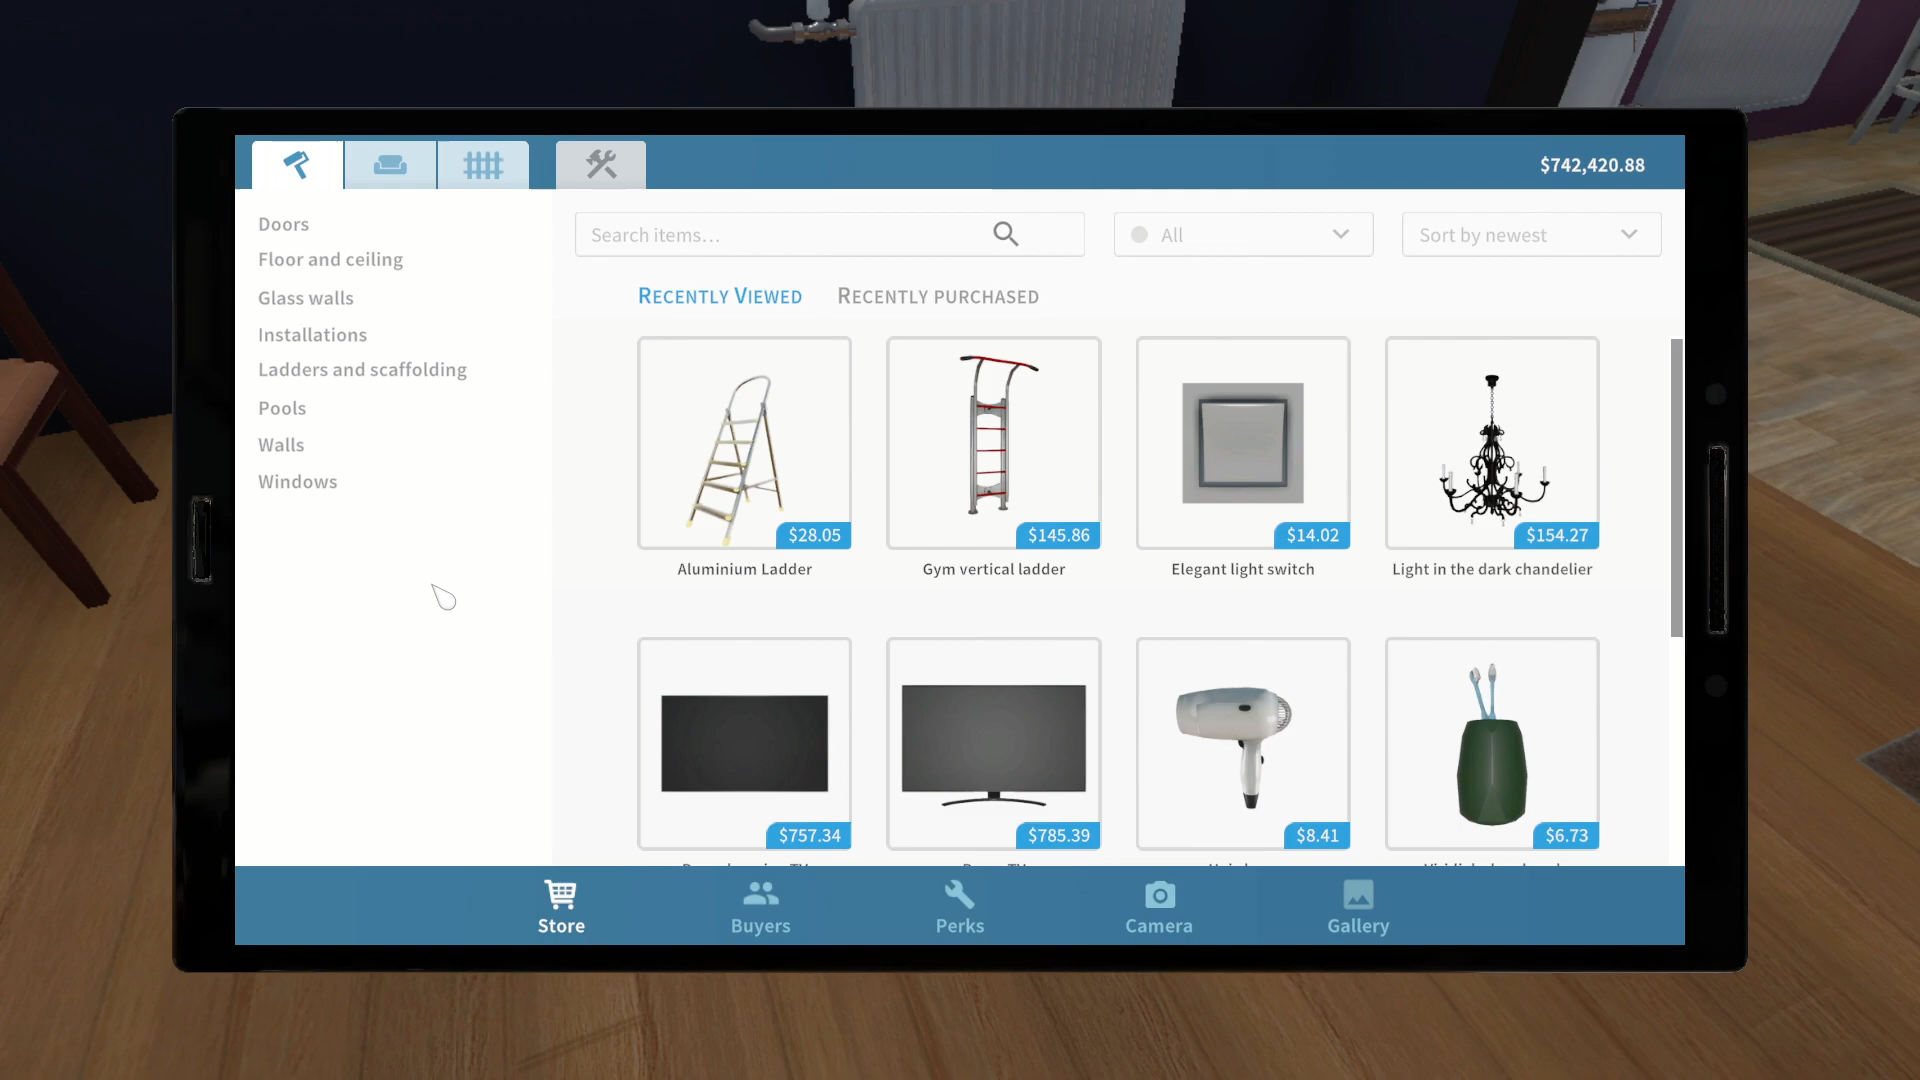 $742,420.88
Doors
Floor and ceiling
Glass walls
Installations
Ladders and scaffolding
Pools
Walls
Windows
Search items...
All
Sort by newest
RECENTLY VIEWED
RECENTLY PURCHASED
$28.05
$145.86
$14.02
$154.27
Aluminium Ladder
Gym vertical ladder
Elegant light switch
Light in the dark chandelier
$757.34
$785.39
$8.41
$6.73
Store
Buyers
Perks
Camera
Gallery